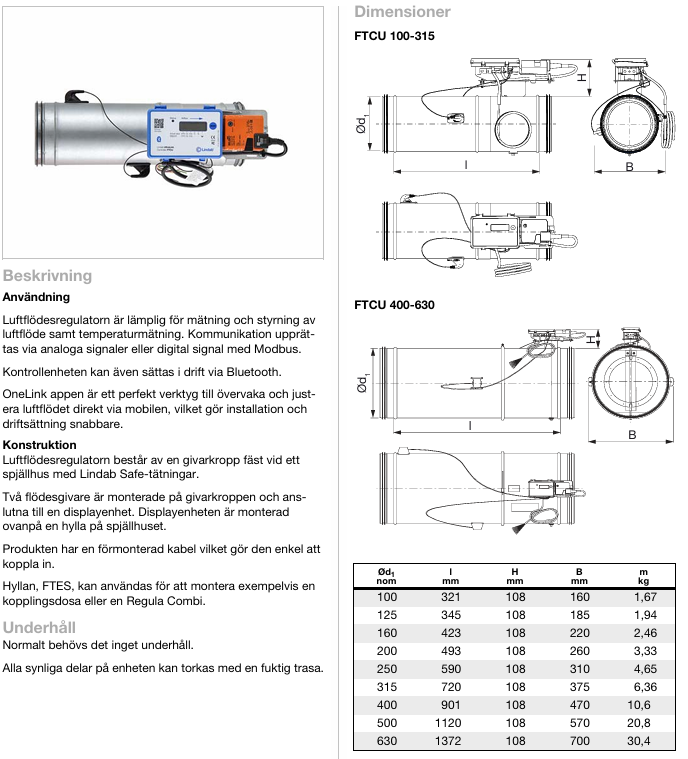 Beskrivning
Användning
Luftflödesregulatorn är lämplig för mätning och styrning av
luftflöde samt temperaturmätning. Kommunikation upprät-
tas via analoga signaler eller digital signal med Modbus.
Kontrollenheten kan även sättas i drift via Bluetooth.
OneLink appen är ett perfekt verktyg till övervaka och just-
era luftflödet direkt via mobilen, vilket gör installation och
driftsättning snabbare.
Konstruktion
Luftflödesregulatorn består av en givarkropp fäst vid ett
spjällhus med Lindab Safe-tätningar.
Två flödesgivare är monterade på givarkroppen och ans-
lutna till en displayenhet. Displayenheten är monterad
ovanpå en hylla på spjällhuset.
Produkten har en förmonterad kabel vilket gör den enkel att
koppla in.
Hyllan, FTES, kan användas för att montera exempelvis en
kopplingsdosa eller en Regula Combi.
Underhåll
Normalt behövs det inget underhåll.
Alla synliga delar på enheten kan torkas med en fuktig trasa.
Dimensioner
FTCU 100-315
H
Ød1
l
B
FTCU 400-630
H
Ød1
l
B
Ød1 l H B m
nom mm mm mm kg
100 321 108 160 1,67
125 345 108 185 1,94
160 423 108 220 2,46
200 493 108 260 3,33
250 590 108 310 4,65
315 720 108 375 6,36
400 901 108 470 10,6
500 1120 108 570 20,8
630 1372 108 700 30,4